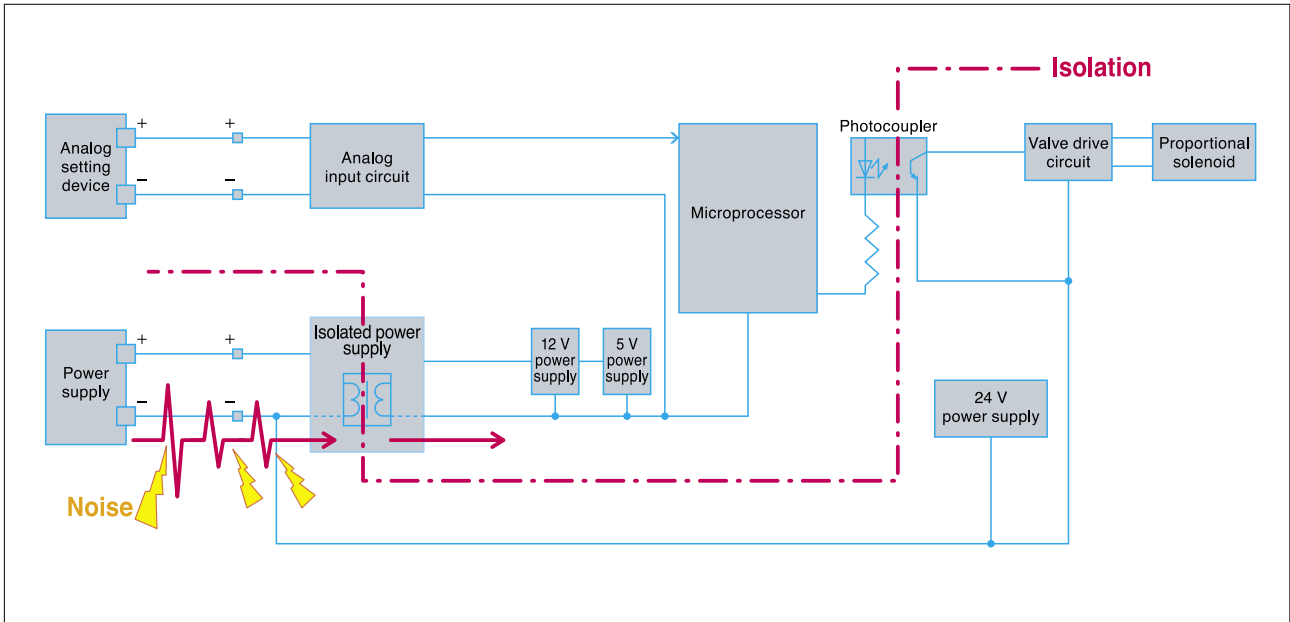 Isolation
Analog
setting
device
+
−
+
−
Analog
input circuit
Microprocessor
Photocoupler
Valve drive
circuit
Proportional
solenoid
Power
supply
+
−
+
−
Isolated power
supply
12 V
power
supply
5 V
power
supply
24 V
power supply
Noise